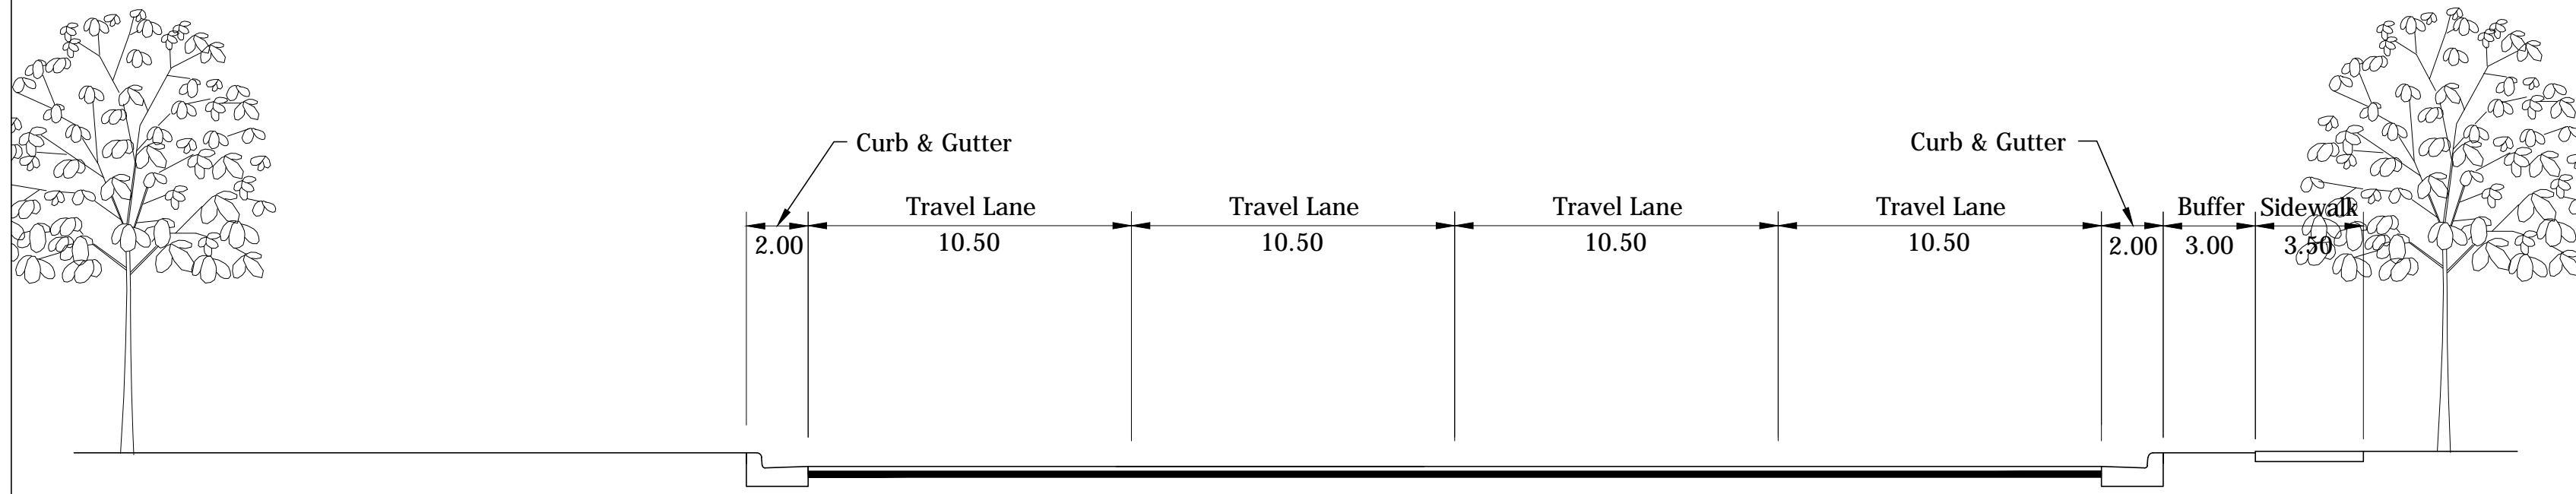 Curb & Gutter
Curb & Gutter
Travel Lane
Travel Lane
Travel Lane
Travel Lane
Buffer
Sidewalk
2.00
10.50
10.50
10.50
10.50
2.00
3.00
3.50